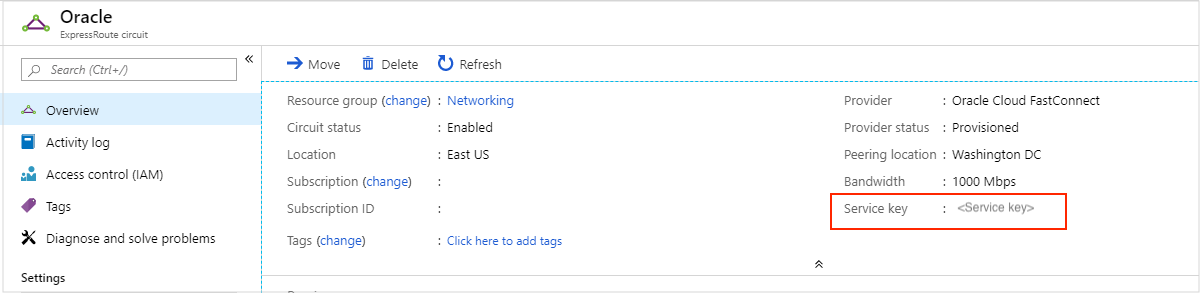 Oracle
ExpressRoute circuit
«
Search (Ctrl+/)
Overview
Activity log
Access control (IAM)
Tags
Diagnose and solve problems
Settings
Move Delete Refresh
Resource group (change) : Networking
Circuit status : Enabled
Location : East US
Subscription (change) :
Subscription ID :
Tags (change) : Click here to add tags
Provider : Oracle Cloud FastConnect
Provider status : Provisioned
Peering location : Washington DC
Bandwidth : 1000 Mbps
Service key : <Service key>